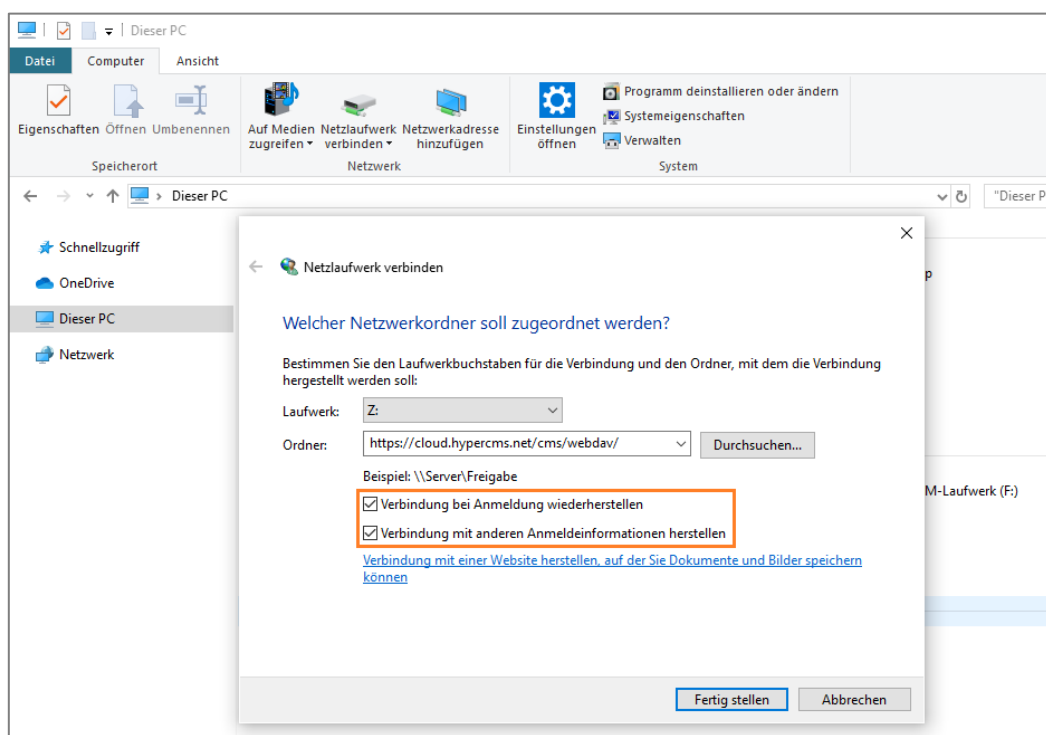 Dieser PC
Datei Computer Ansicht
Eigenschaften Öffnen Umbenennen
Speicherort
Auf Medien zugreifen
Netzlaufwerk verbinden
Netzwerkadresse hinzufügen
Netzwerk
Einstellungen öffnen
Programm deinstallieren oder ändern
Systemeigenschaften
Verwalten
System
Dieser PC
"Dieser P
Schnellzugriff
OneDrive
Dieser PC
Netzwerk
Netzlaufwerk verbinden
Welcher Netzwerkordner soll zugeordnet werden?
Bestimmen Sie den Laufwerkbuchstaben für die Verbindung und den Ordner, mit dem die Verbindung
hergestellt werden soll:
Laufwerk: Z:
Ordner: https://cloud.hypercms.net/cms/webdav/ Durchsuchen...
Beispiel: \\Server\Freigabe
Verbindung bei Anmeldung wiederherstellen
Verbindung mit anderen Anmeldeinformationen herstellen
Verbindung mit einer Website herstellen, auf der Sie Dokumente und Bilder speichern
können
Fertig stellen Abbrechen
p
M-Laufwerk (F:)